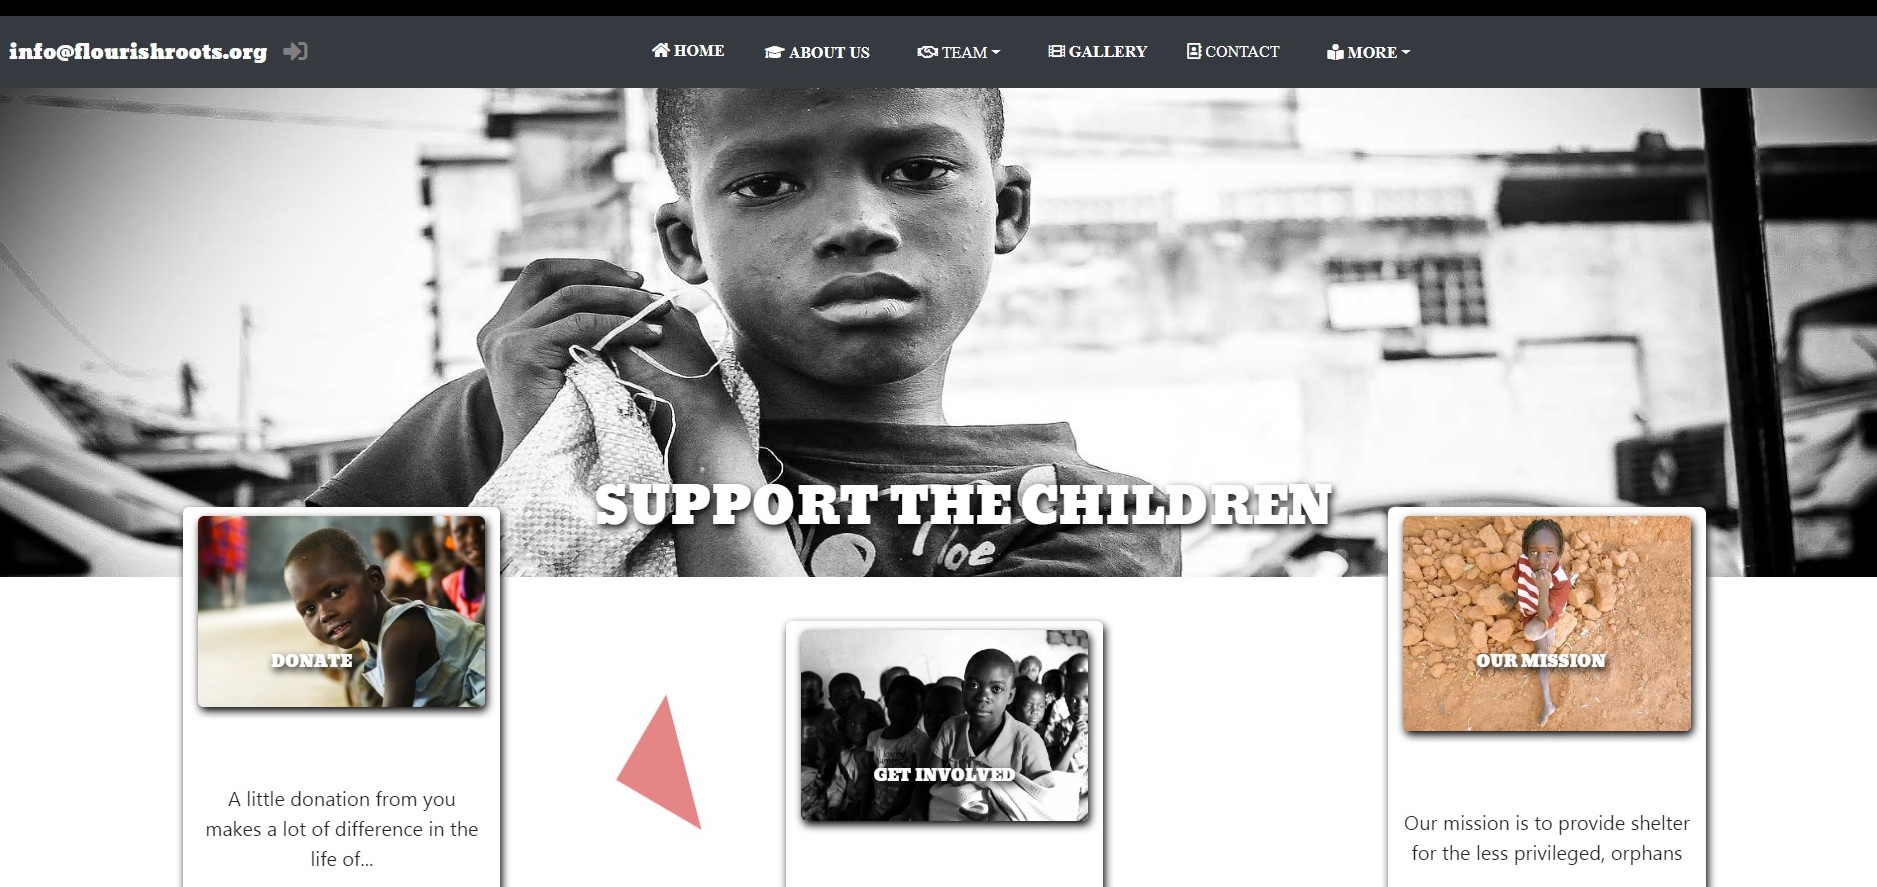 info@flourishroots.org
HOME
ABOUT US
TEAM
GALLERY
CONTACT
MORE
SUPPORT THE CHILDREN
DONATE
A little donation from you
makes a lot of difference in the
life of...
GET INVOLVED
OUR MISSION
Our mission is to provide shelter
for the less privileged, orphans